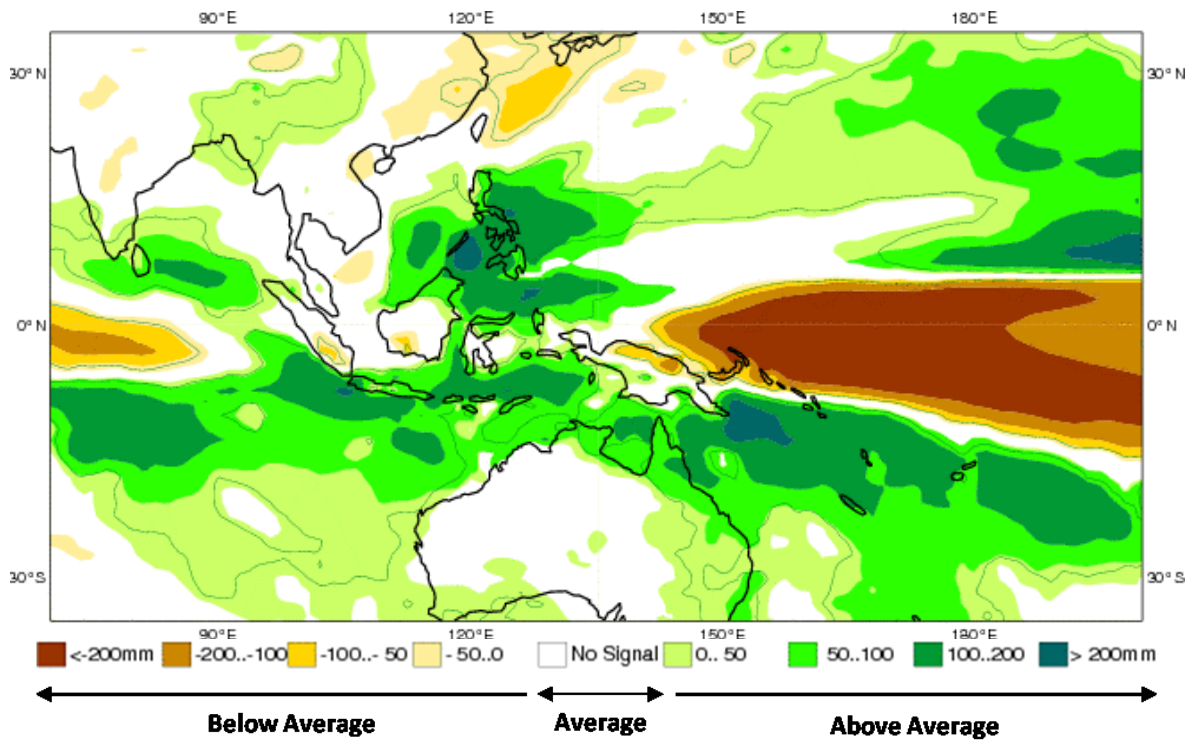 90°E 120°E 150°E 180°E
30°N 30°N
0°N 0°N
30°S 30°S
90°E 120°E 150°E 180°E
<-200mm -200..-100 -100..- 50 - 50..0 No Signal 0.. 50 50..100 100..200 > 200mm
Below Average Average Above Average